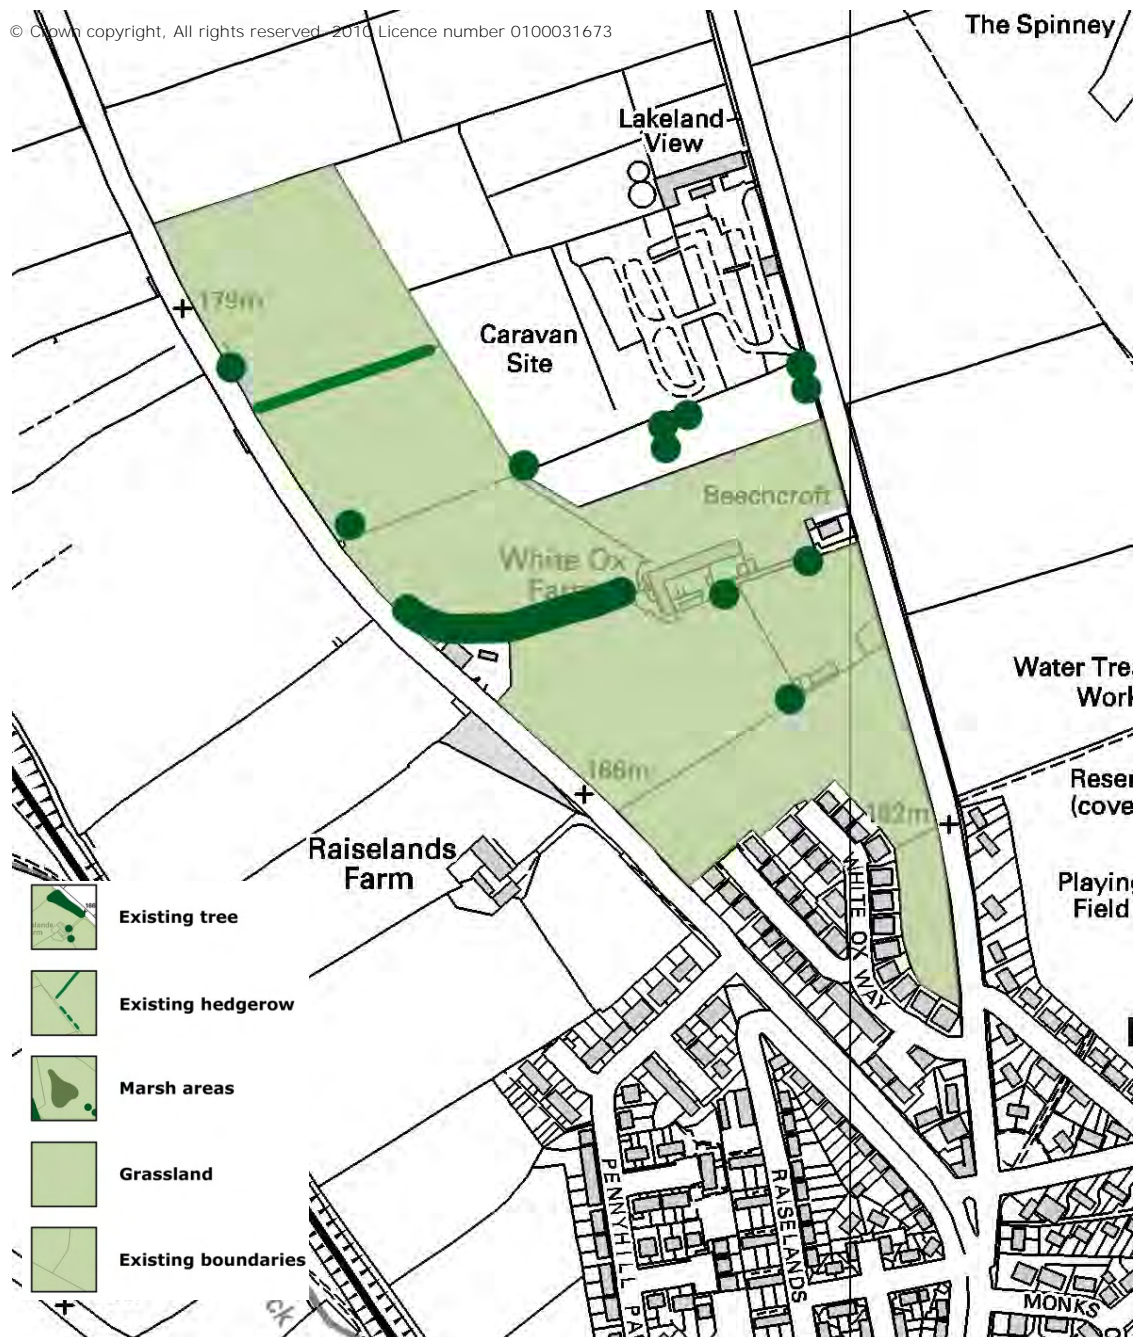 © Crown copyright, All rights reserved. 2010 Licence number 0100031673
The Spinney
Lakeland
View
179m
Caravan
Site
Beechcroft
White Ox
Farm
Water Tre
Work
166m
182m
Reser
(cove
Raiselands
Farm
Playing
Field
WHITE OX WAY
Existing tree
Existing hedgerow
Marsh areas
Grassland
Existing boundaries
PENNYHILL PA
RAISELANDS
MONKS
ck